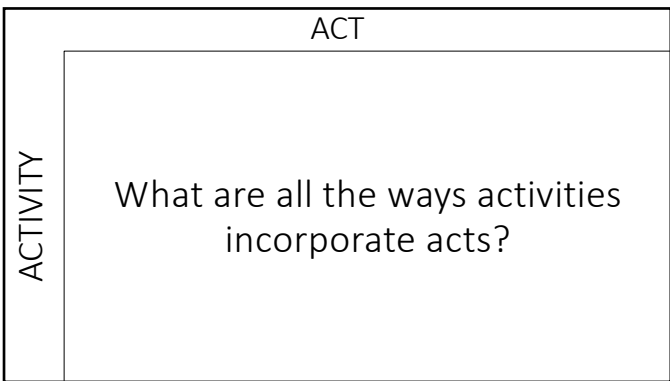 ACT
ACTIVITY
What are all the ways activities
incorporate acts?